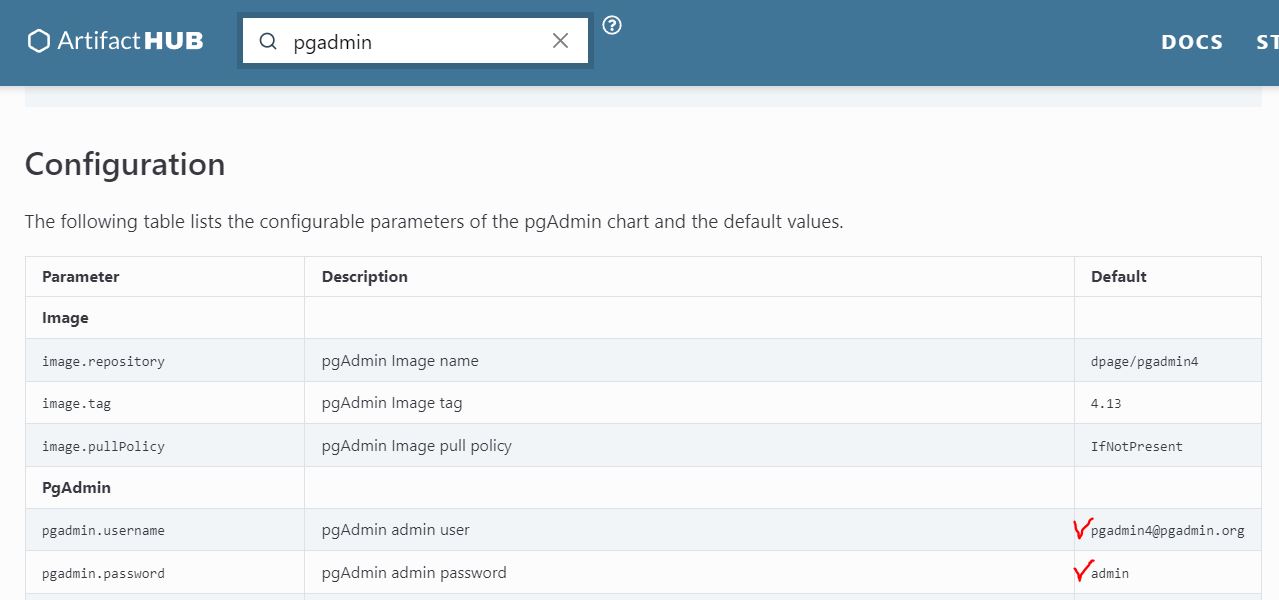 ArtifactHUB
pgadmin
DOCS ST
Configuration
The following table lists the configurable parameters of the pgAdmin chart and the default values.
Parameter Description Default
Image
image.repository pgAdmin Image name dpage/pgadmin4
image.tag pgAdmin Image tag 4.13
image.pullPolicy pgAdmin Image pull policy IfNotPresent
PgAdmin
pgadmin.username pgAdmin admin user pgadmin4@pgadmin.org
pgadmin.password pgAdmin admin password admin